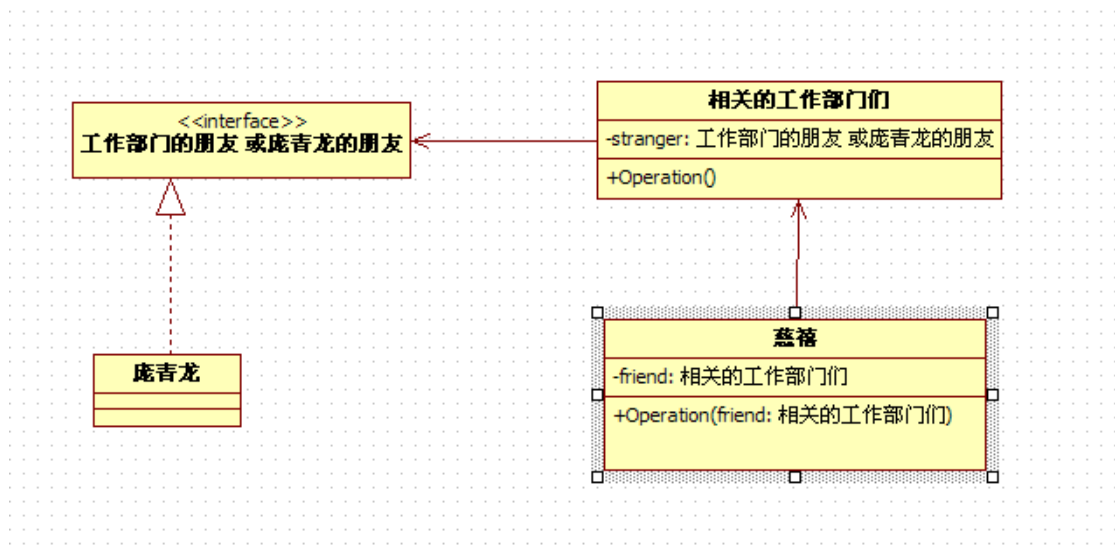 <<interface>>
工作部门的朋友 或庞青龙的朋友
相关的工作部门们
-stranger: 工作部门的朋友 或庞青龙的朋友
+Operation()
庞青龙
慈禧
-friend: 相关的工作部门们
+Operation(friend: 相关的工作部门们)